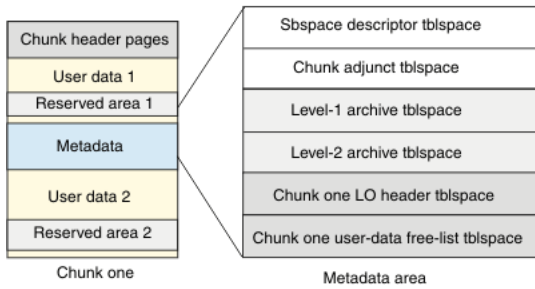 Chunk header pages
User data 1
Reserved area 1
Metadata
User data 2
Reserved area 2
Chunk one
Sbspace descriptor tblspace
Chunk adjunct tblspace
Level-1 archive tblspace
Level-2 archive tblspace
Chunk one LO header tblspace
Chunk one user-data free-list tblspace
Metadata area